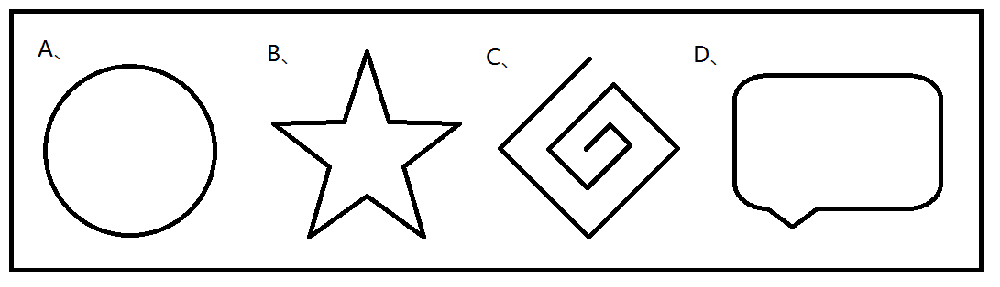 A、 B、 C、 D、